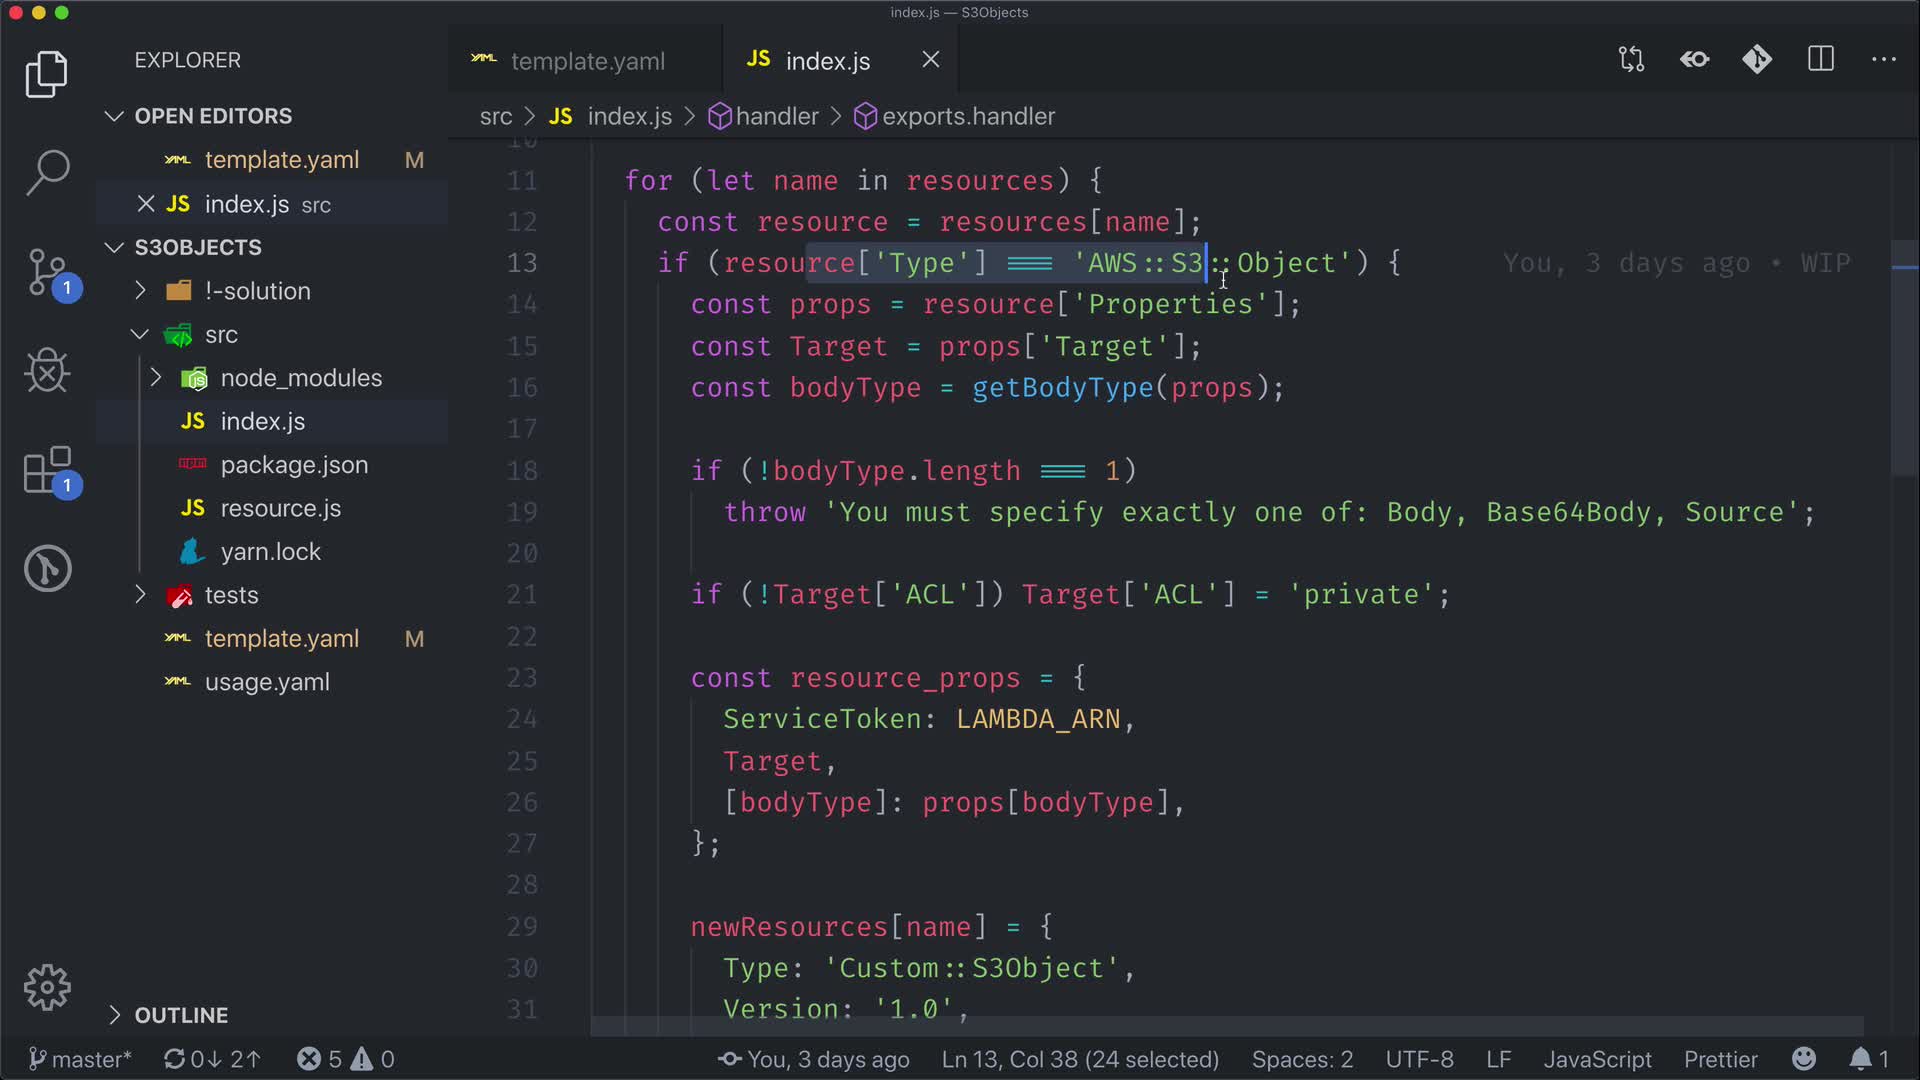 index.js — S3Objects
EXPLORER
OPEN EDITORS
template.yaml M
index.js src
S3OBJECTS
!-solution
src
node_modules
index.js
package.json
resource.js
yarn.lock
tests
template.yaml M
usage.yaml
OUTLINE
1
1
YAML template.yaml
JS index.js
src > JS index.js > handler > exports.handler
10
11 for (let name in resources) {
12 const resource = resources[name];
13 if (resource['Type'] === 'AWS::S3::Object') { You, 3 days ago • WIP
14 const props = resource['Properties'];
15 const Target = props['Target'];
16 const bodyType = getBodyType(props);
17
18 if (!bodyType.length === 1)
19 throw 'You must specify exactly one of: Body, Base64Body, Source';
20
21 if (!Target['ACL']) Target['ACL'] = 'private';
22
23 const resource_props = {
24 ServiceToken: LAMBDA_ARN,
25 Target,
26 [bodyType]: props[bodyType],
27 };
28
29 newResources[name] = {
30 Type: 'Custom::S3Object',
31 Version: '1.0',
master* 0↓ 2↑ 5 0 You, 3 days ago Ln 13, Col 38 (24 selected) Spaces: 2 UTF-8 LF JavaScript Prettier 1